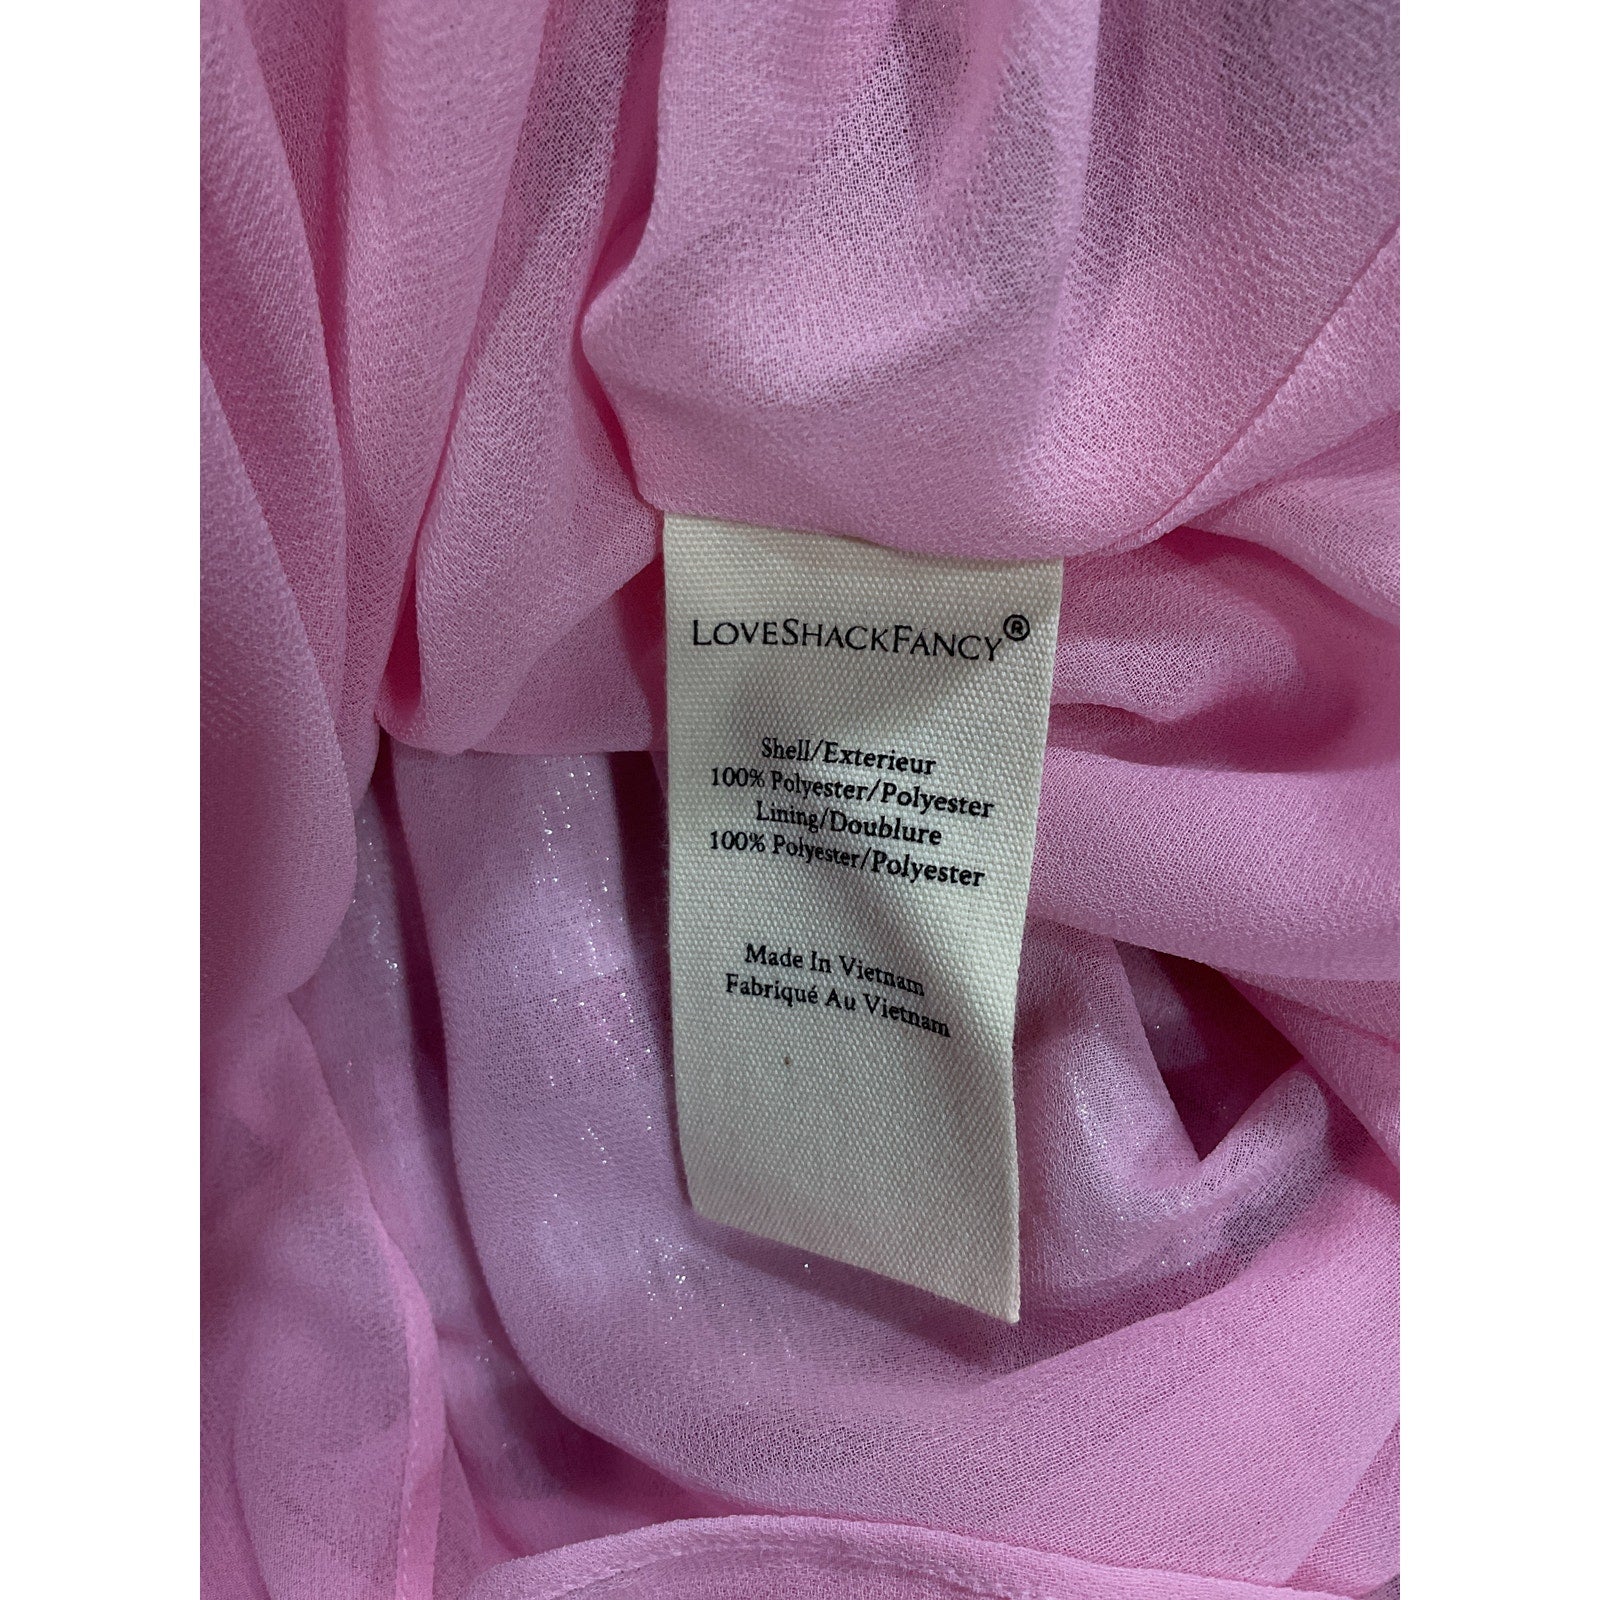 LOVESHACKFANCY®
Shell/Exterieur
100% Polyester/Polyester
Lining/Doublure
100% Polyester/Polyester
Made In Vietnam
Fabriqué Au Vietnam